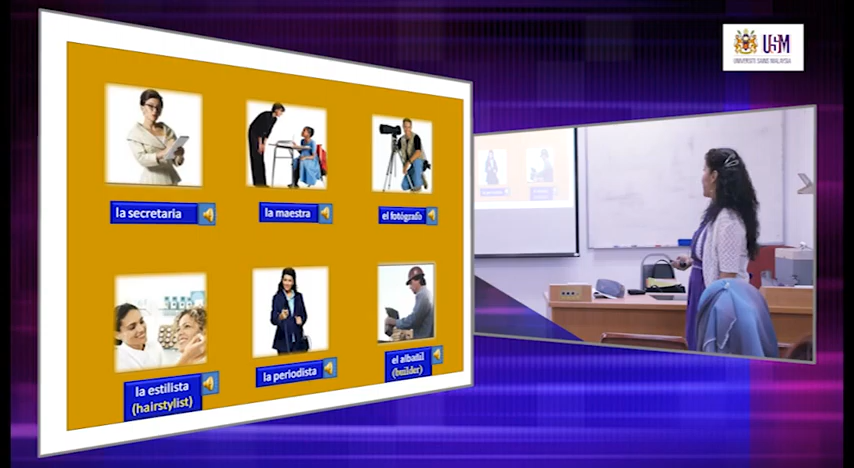 USM
UNIVERSITI SAINS MALAYSIA
la secretaria
la maestra
el fotógrafo
la estilista
(hairstylist)
la periodista
el albañil
(builder)